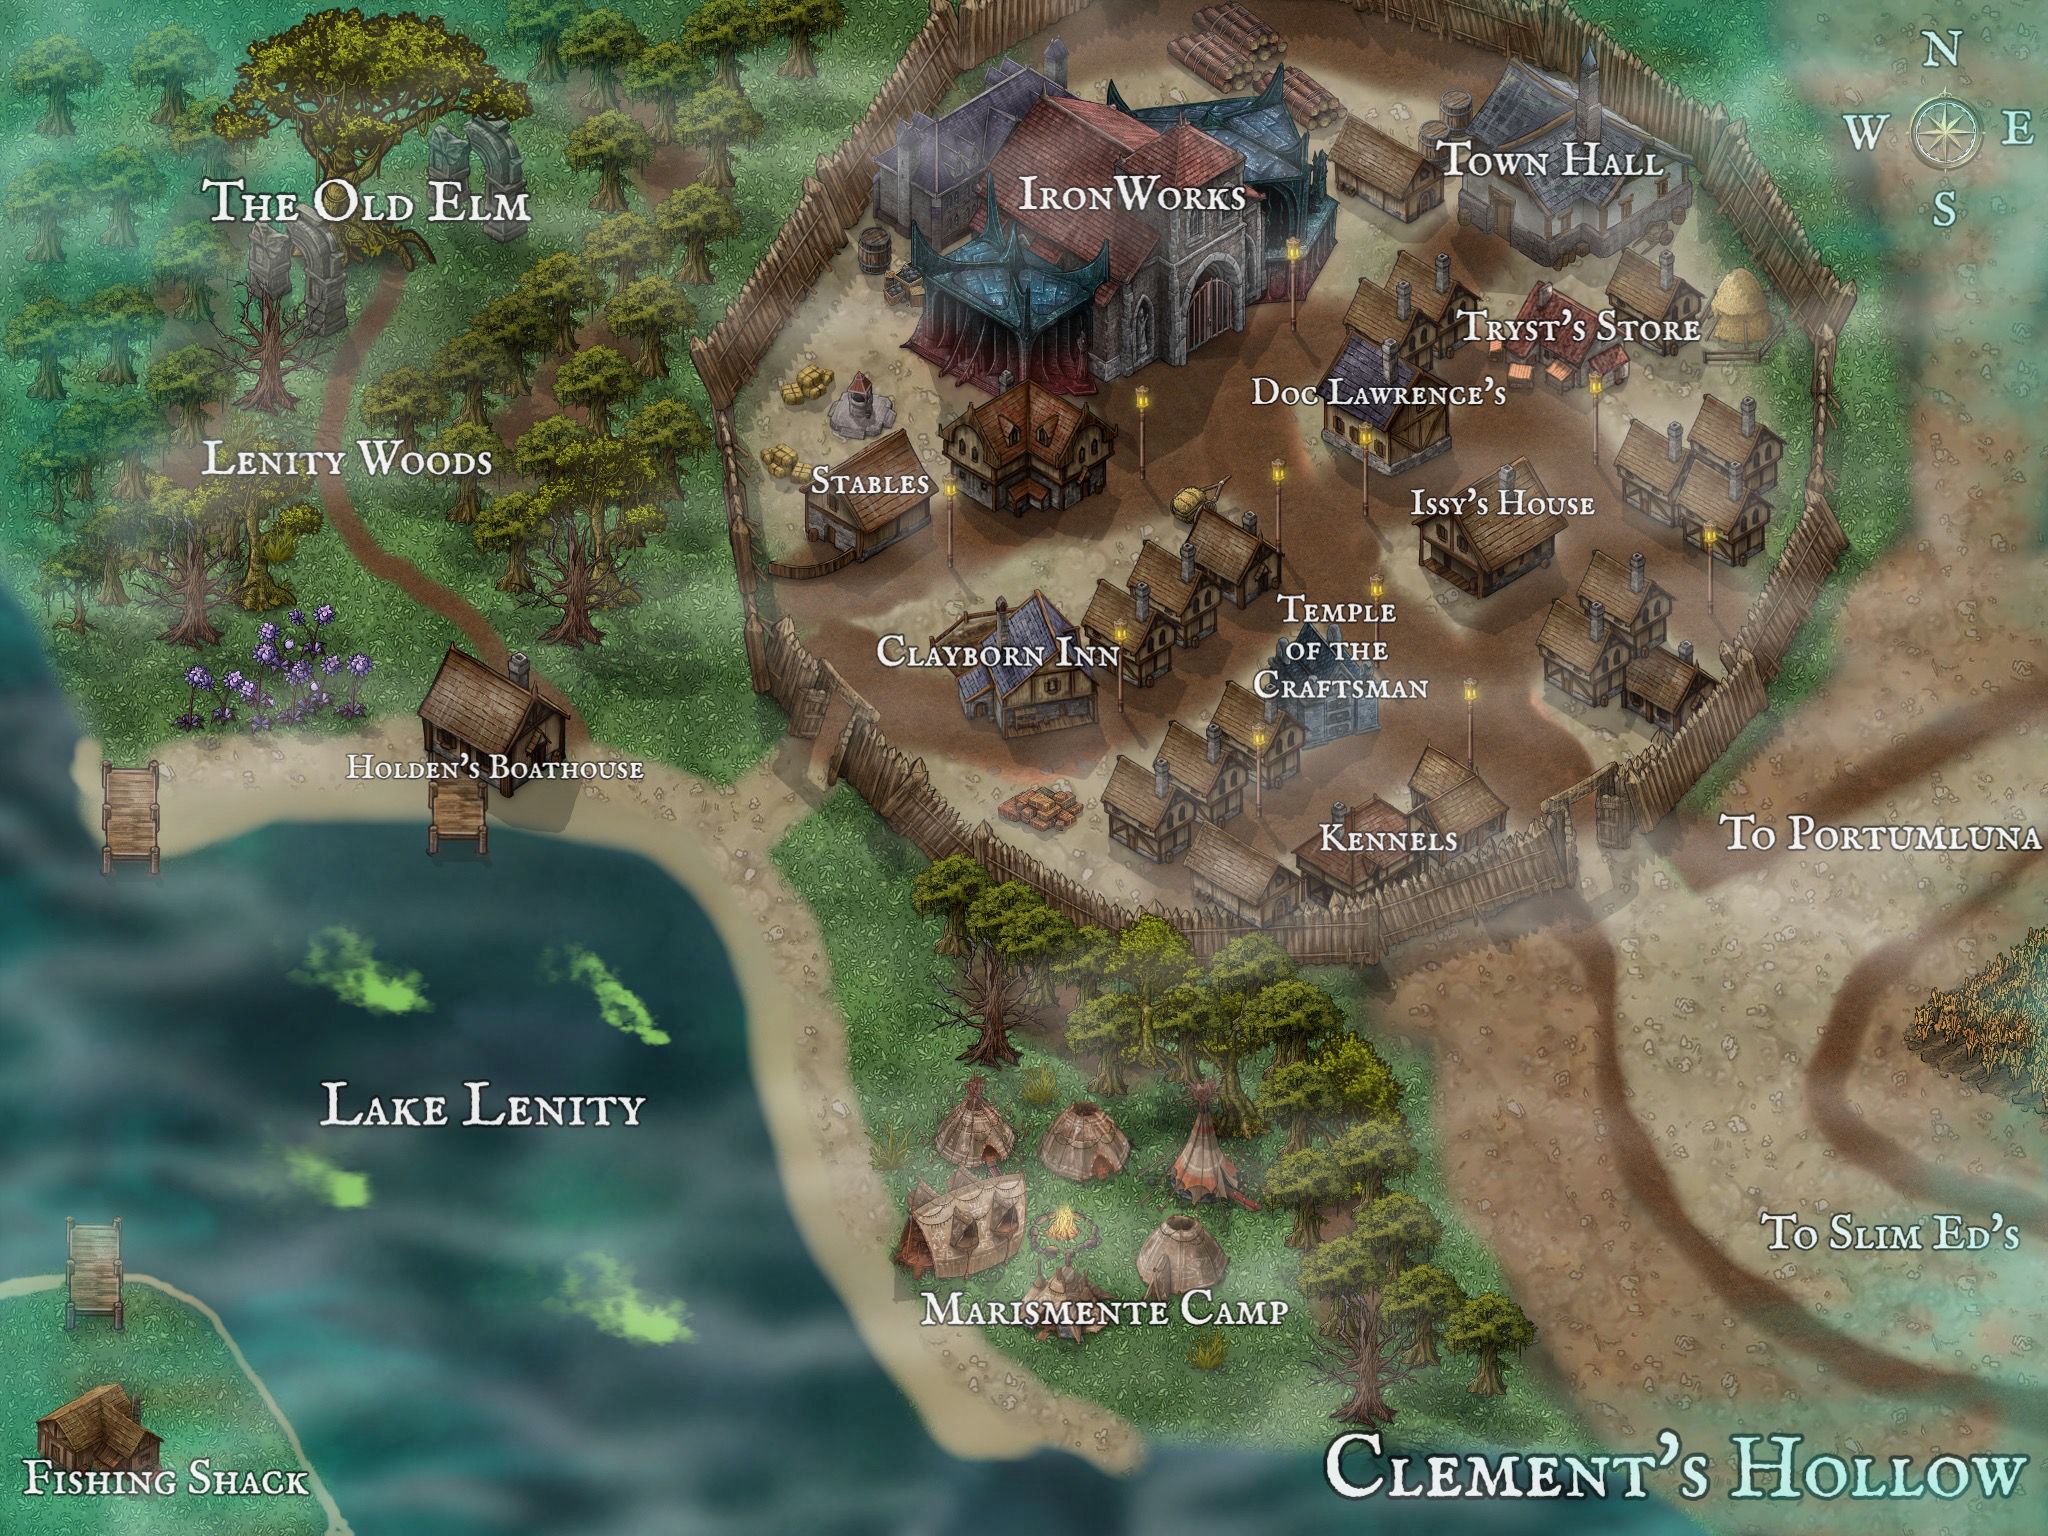 N
W
E
S
The Old Elm
IronWorks
Town Hall
Tryst's Store
Doc Lawrence's
Lenity Woods
Stables
Issy's House
Clayborn Inn
Temple
of the
Craftsman
Holden's Boathouse
Kennels
To Portumluna
Lake Lenity
To Slim Ed's
Marismente Camp
Fishing Shack
Clement's Hollow